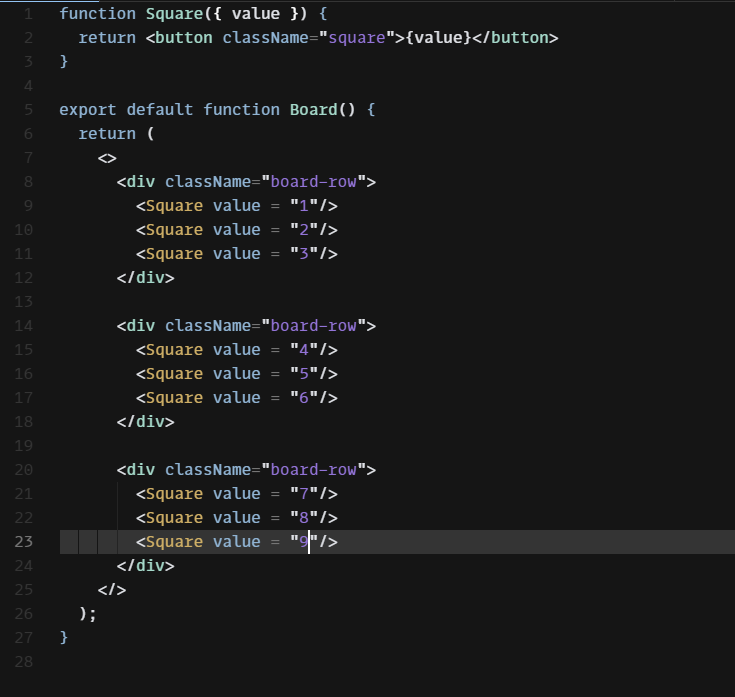 1 function Square({ value }) {
2   return <button className="square">{value}</button>
3 }
4
5 export default function Board() {
6   return (
7     <>
8       <div className="board-row">
9         <Square value = "1"/>
10         <Square value = "2"/>
11         <Square value = "3"/>
12       </div>
13
14       <div className="board-row">
15         <Square value = "4"/>
16         <Square value = "5"/>
17         <Square value = "6"/>
18       </div>
19
20       <div className="board-row">
21         <Square value = "7"/>
22         <Square value = "8"/>
23         <Square value = "9"/>
24       </div>
25     </>
26   );
27 }
28